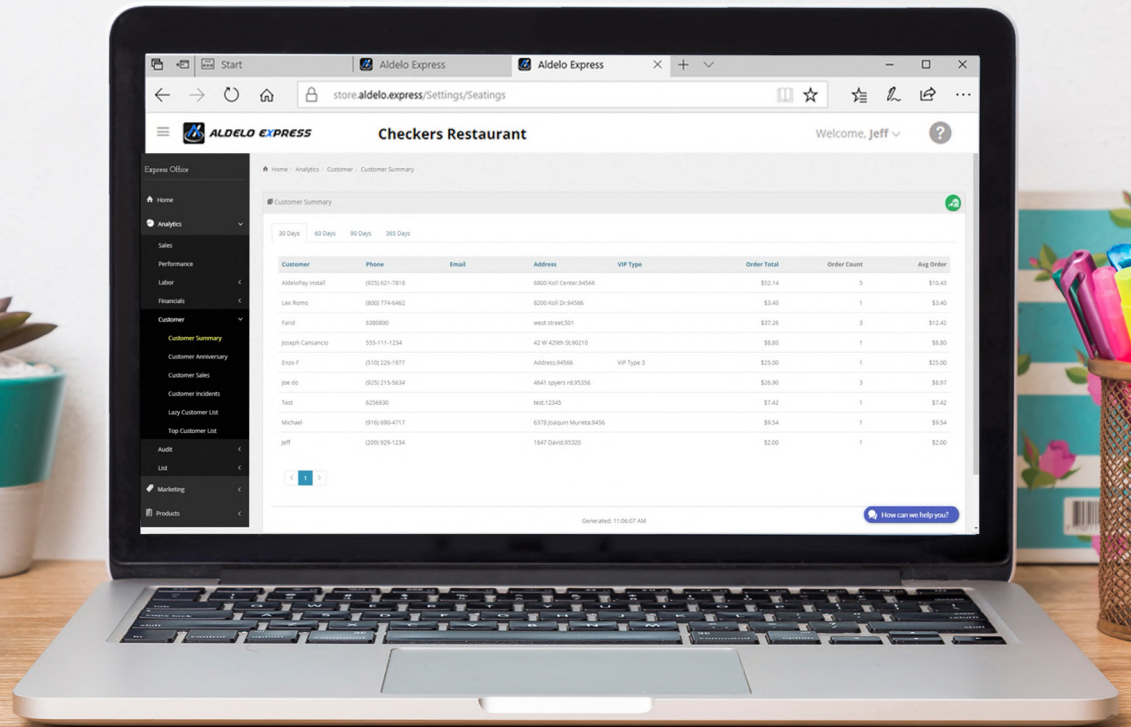 Start
Aldelo Express
Aldelo Express
store.aldelo.express/Settings/Seatings
ALDELO EXPRESS
Checkers Restaurant
Welcome, Jeff
?
Express Office
Home / Analytics / Customer / Customer Summary
Home
Analytics
Sales
Performance
Labor
Financials
Customer
Customer Summary
Customer Anniversary
Customer Sales
Customer Incidents
Lazy Customer List
Top Customer List
Audit
List
Marketing
Products
Customer Summary
30 Days 60 Days 90 Days 365 Days
Customer Phone Email Address VIP Type Order Total Order Count Avg Order
AldeloPay Install (925) 621-7818 6800 Koll Center,94566 $52.14 5 $10.43
Lex Romo (800) 774-6462 8200 Koll Dr,94566 $3.40 1 $3.40
Farid 6380800 west street,501 $37.26 3 $12.42
Joseph Cansancio 555-111-1234 42 W 429th St,90210 $8.80 1 $8.80
Enzo F (510) 226-1977 Address,94566 VIP Type 3 $25.00 1 $25.00
Joe do (925) 215-5634 4641 spyers rd,95356 $26.90 3 $8.97
Test 6256930 test,12345 $7.42 1 $7.42
Michael (916) 690-4717 6378 Joaquin Murieta,9456 $9.54 1 $9.54
Jeff (209) 929-1234 1647 David,95320 $2.00 1 $2.00
1
Generated: 11:06:07 AM
How can we help you?